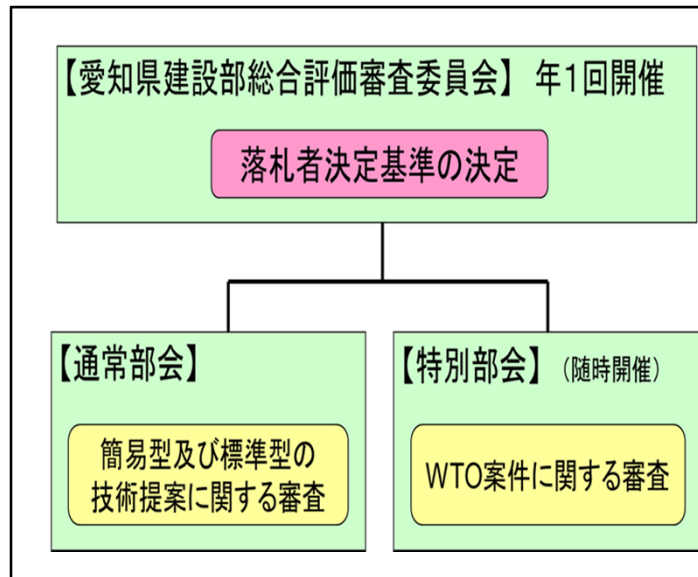 【愛知県建設部総合評価審査委員会】 年1回開催
落札者決定基準の決定
【通常部会】
簡易型及び標準型の
技術提案に関する審査
【特別部会】 (随時開催)
WTO案件に関する審査